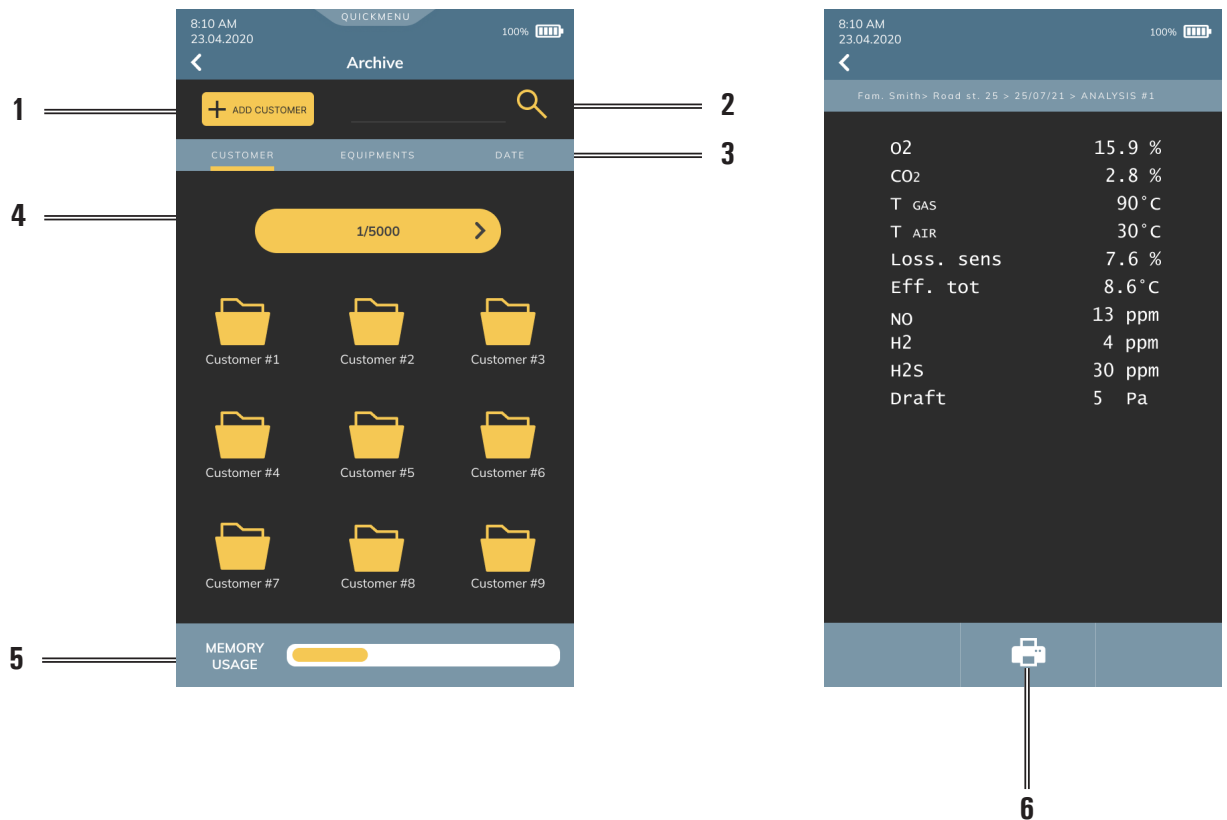 8:10 AM
QUICKMENU
23.04.2020
100%
Archive
1
ADD CUSTOMER
2
CUSTOMER EQUIPMENTS DATE
3
4
1/5000
Customer #1 Customer #2 Customer #3
Customer #4 Customer #5 Customer #6
Customer #7 Customer #8 Customer #9
5
MEMORY
USAGE
8:10 AM
23.04.2020
100%
Fam. Smith> Road st. 25 > 25/07/21 > ANALYSIS #1
O2 15.9 %
CO2 2.8 %
T GAS 90°C
T AIR 30°C
Loss. sens 7.6 %
Eff. tot 8.6°C
NO 13 ppm
H2 4 ppm
H2S 30 ppm
Draft 5 Pa
6